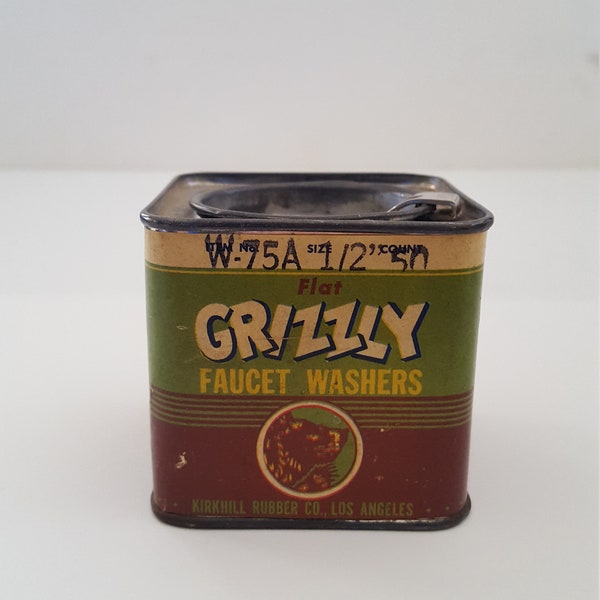 ITEM No. SIZE COUNT
W-75A 1/2" 50
Flat
GRIZZLY
FAUCET WASHERS
KIRKHILL RUBBER CO., LOS ANGELES